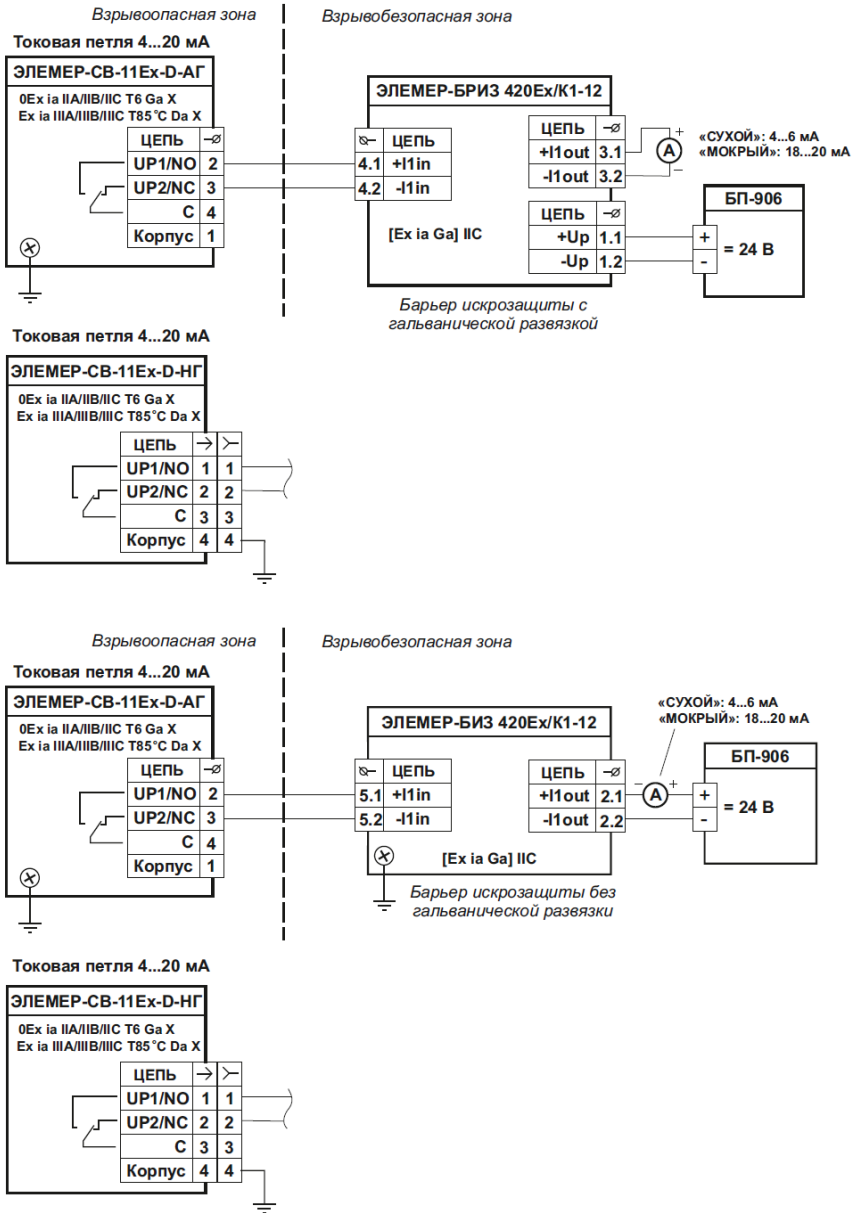 Взрывоопасная зона
Взрывобезопасная зона
Токовая петля 4...20 мА
ЭЛЕМЕР-СВ-11Ex-D-АГ
0Ex ia IIA/IIB/IIC T6 Ga X
Ex ia IIIA/IIIB/IIIC T85°C Da X
ЦЕПЬ
UP1/NO 2
UP2/NC 3
C 4
Корпус 1
ЭЛЕМЕР-БРИЗ 420Ex/К1-12
ЦЕПЬ
4.1 +I1in
4.2 -I1in
[Ex ia Ga] IIC
ЦЕПЬ
+I1out 3.1
-I1out 3.2
ЦЕПЬ
+Up 1.1
-Up 1.2
+
A
–
«СУХОЙ»: 4...6 мА
«МОКРЫЙ»: 18...20 мА
БП-906
+
-
= 24 В
Барьер искрозащиты с
гальванической развязкой
Токовая петля 4...20 мА
ЭЛЕМЕР-СВ-11Ex-D-НГ
0Ex ia IIA/IIB/IIC T6 Ga X
Ex ia IIIA/IIIB/IIIC T85°C Da X
ЦЕПЬ
UP1/NO 1 1
UP2/NC 2 2
C 3 3
Корпус 4 4
Взрывоопасная зона
Взрывобезопасная зона
Токовая петля 4...20 мА
ЭЛЕМЕР-СВ-11Ex-D-АГ
0Ex ia IIA/IIB/IIC T6 Ga X
Ex ia IIIA/IIIB/IIIC T85°C Da X
ЦЕПЬ
UP1/NO 2
UP2/NC 3
C 4
Корпус 1
ЭЛЕМЕР-БИЗ 420Ex/К1-12
ЦЕПЬ
5.1 +I1in
5.2 -I1in
[Ex ia Ga] IIC
ЦЕПЬ
+I1out 2.1
-I1out 2.2
«СУХОЙ»: 4...6 мА
«МОКРЫЙ»: 18...20 мА
–
A
+
БП-906
+
-
= 24 В
Барьер искрозащиты без
гальванической развязки
Токовая петля 4...20 мА
ЭЛЕМЕР-СВ-11Ex-D-НГ
0Ex ia IIA/IIB/IIC T6 Ga X
Ex ia IIIA/IIIB/IIIC T85°C Da X
ЦЕПЬ
UP1/NO 1 1
UP2/NC 2 2
C 3 3
Корпус 4 4